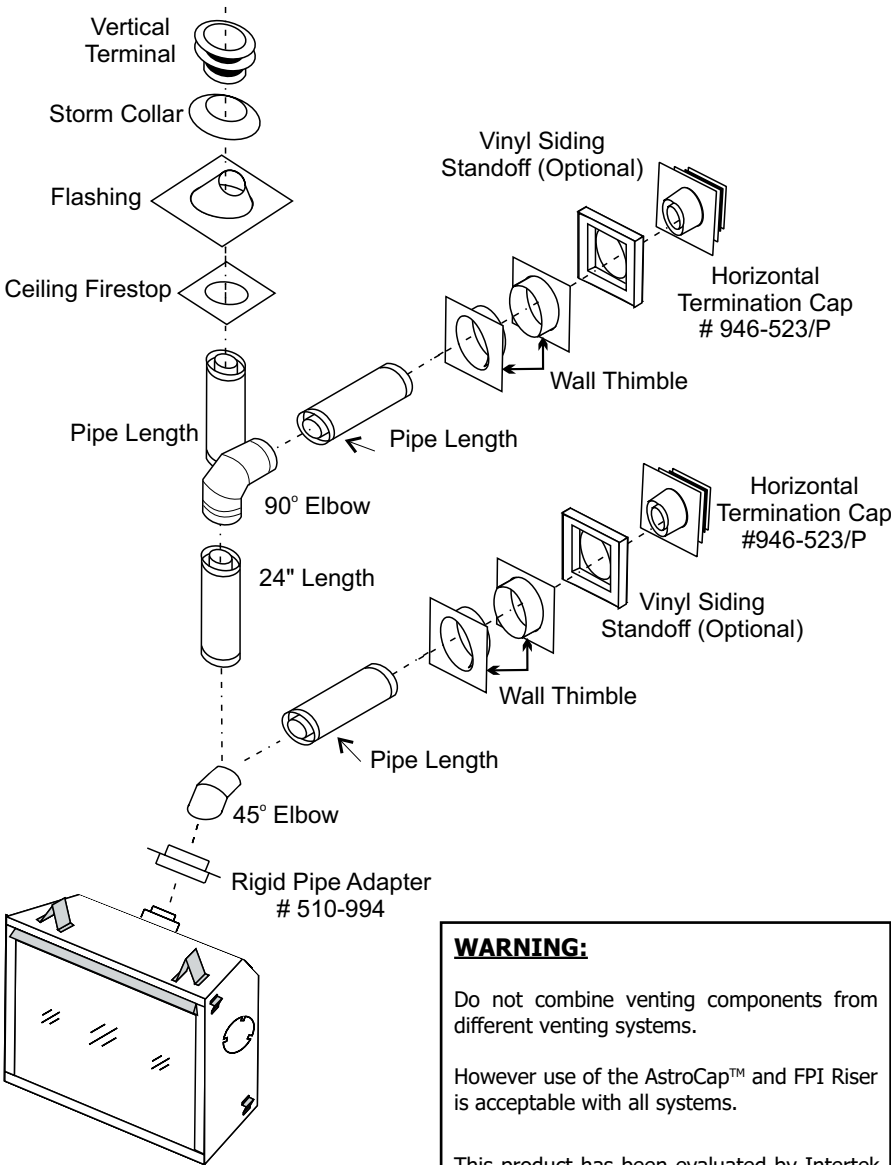 Vertical
Terminal
Storm Collar
Flashing
Ceiling Firestop
Pipe Length
90° Elbow
24" Length
45° Elbow
Rigid Pipe Adapter
# 510-994
Vinyl Siding
Standoff (Optional)
Horizontal
Termination Cap
# 946-523/P
Wall Thimble
Pipe Length
Horizontal
Termination Cap
#946-523/P
Vinyl Siding
Standoff (Optional)
Wall Thimble
Pipe Length
WARNING:
Do not combine venting components from
different venting systems.
However use of the AstroCap™ and FPI Riser
is acceptable with all systems.
This product has been evaluated by Intertek